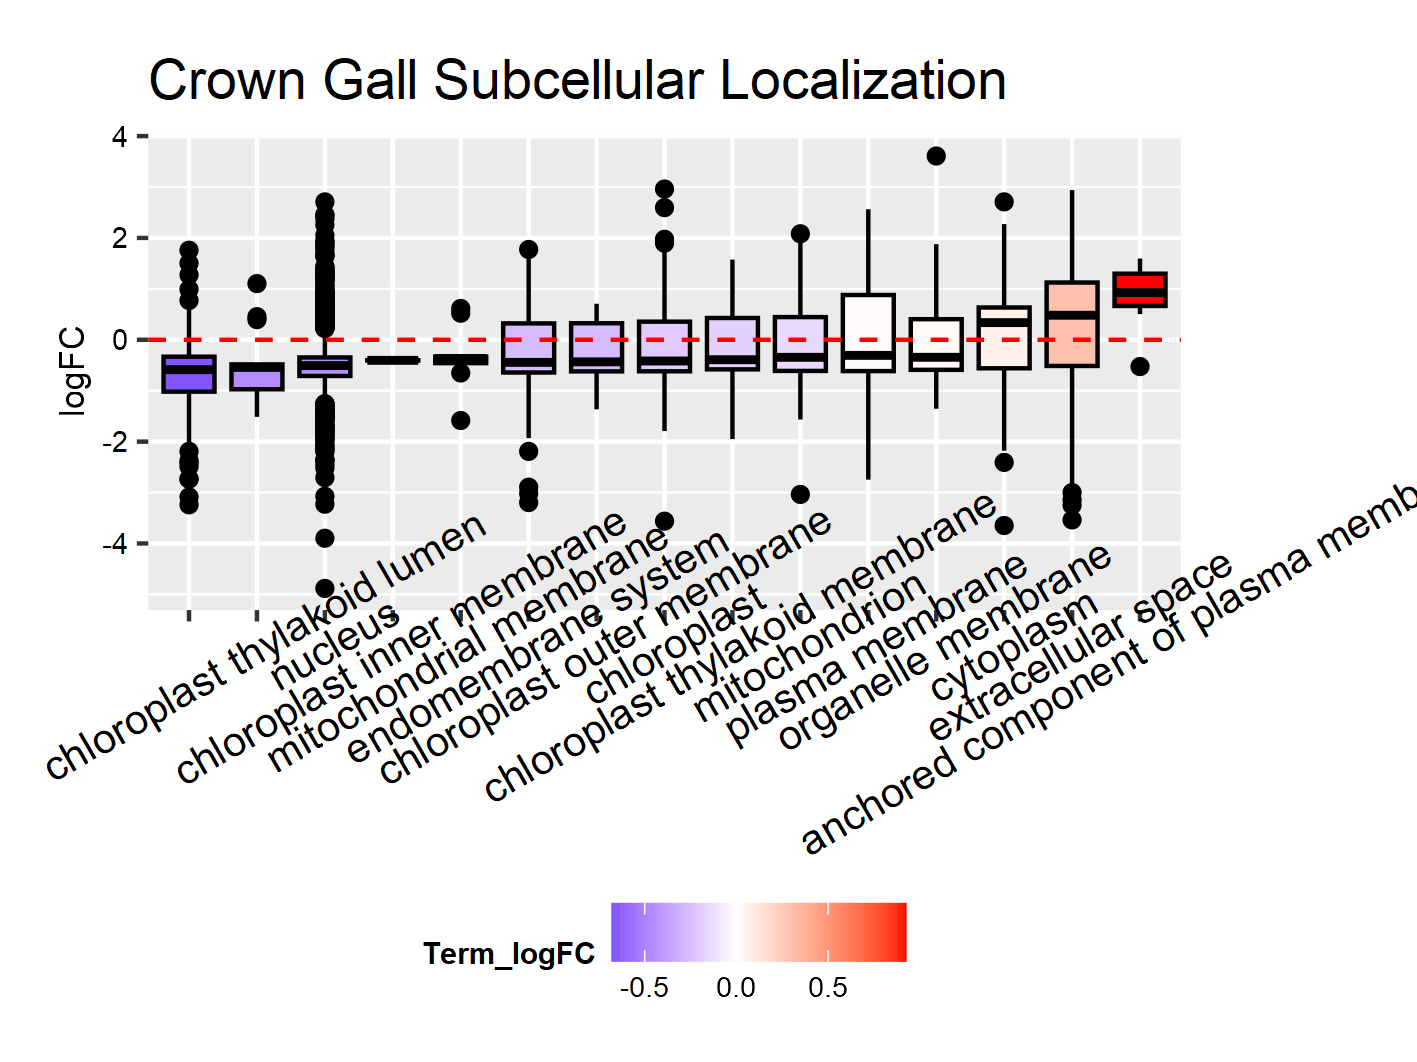 Crown Gall Subcellular Localization
logFC
4
2
0
-2
-4
chloroplast thylakoid lumen
nucleus
chloroplast inner membrane
mitochondrial membrane
endomembrane system
chloroplast outer membrane
chloroplast
chloroplast thylakoid membrane
mitochondrion
plasma membrane
organelle membrane
cytoplasm
extracellular space
anchored component of plasma memb
Term_logFC
-0.5 0.0 0.5